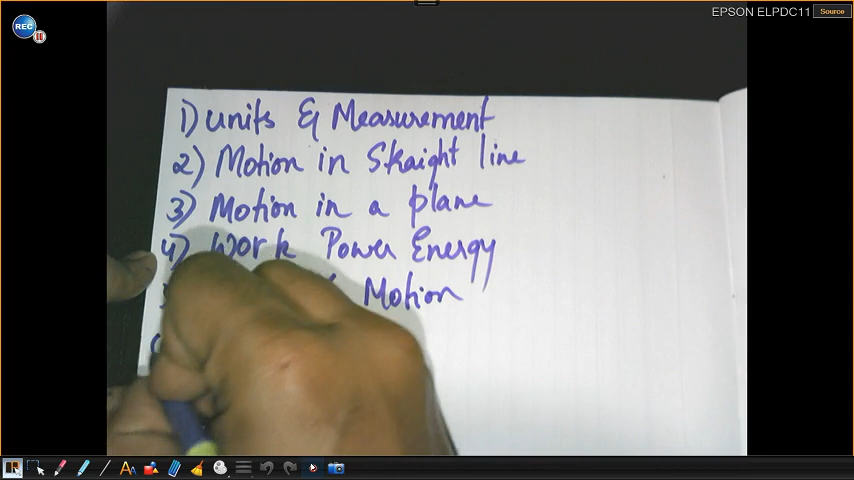 EPSON ELPDC11 Source
REC
1) Units & Measurement
2) Motion in Straight line
3) Motion in a plane
4) Work Power Energy
Motion